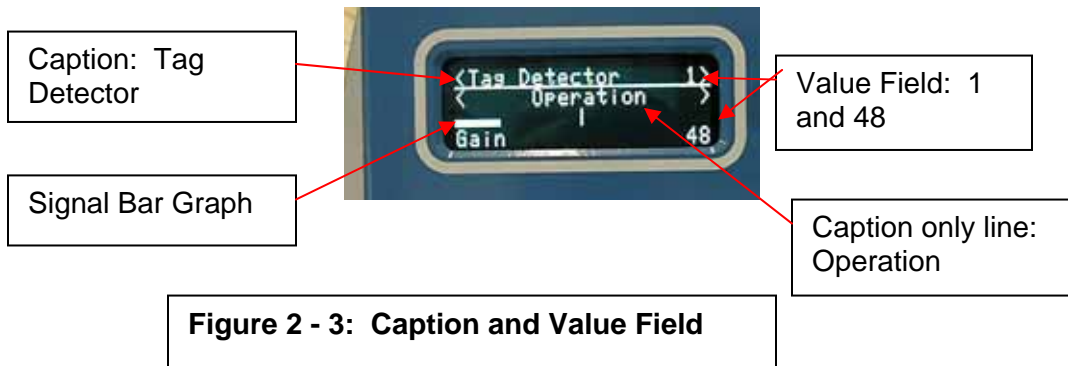 Caption: Tag
Detector
<Tag Detector 1>
< Operation >
Gain 48
Value Field: 1
and 48
Signal Bar Graph
Caption only line:
Operation
Figure 2 - 3: Caption and Value Field